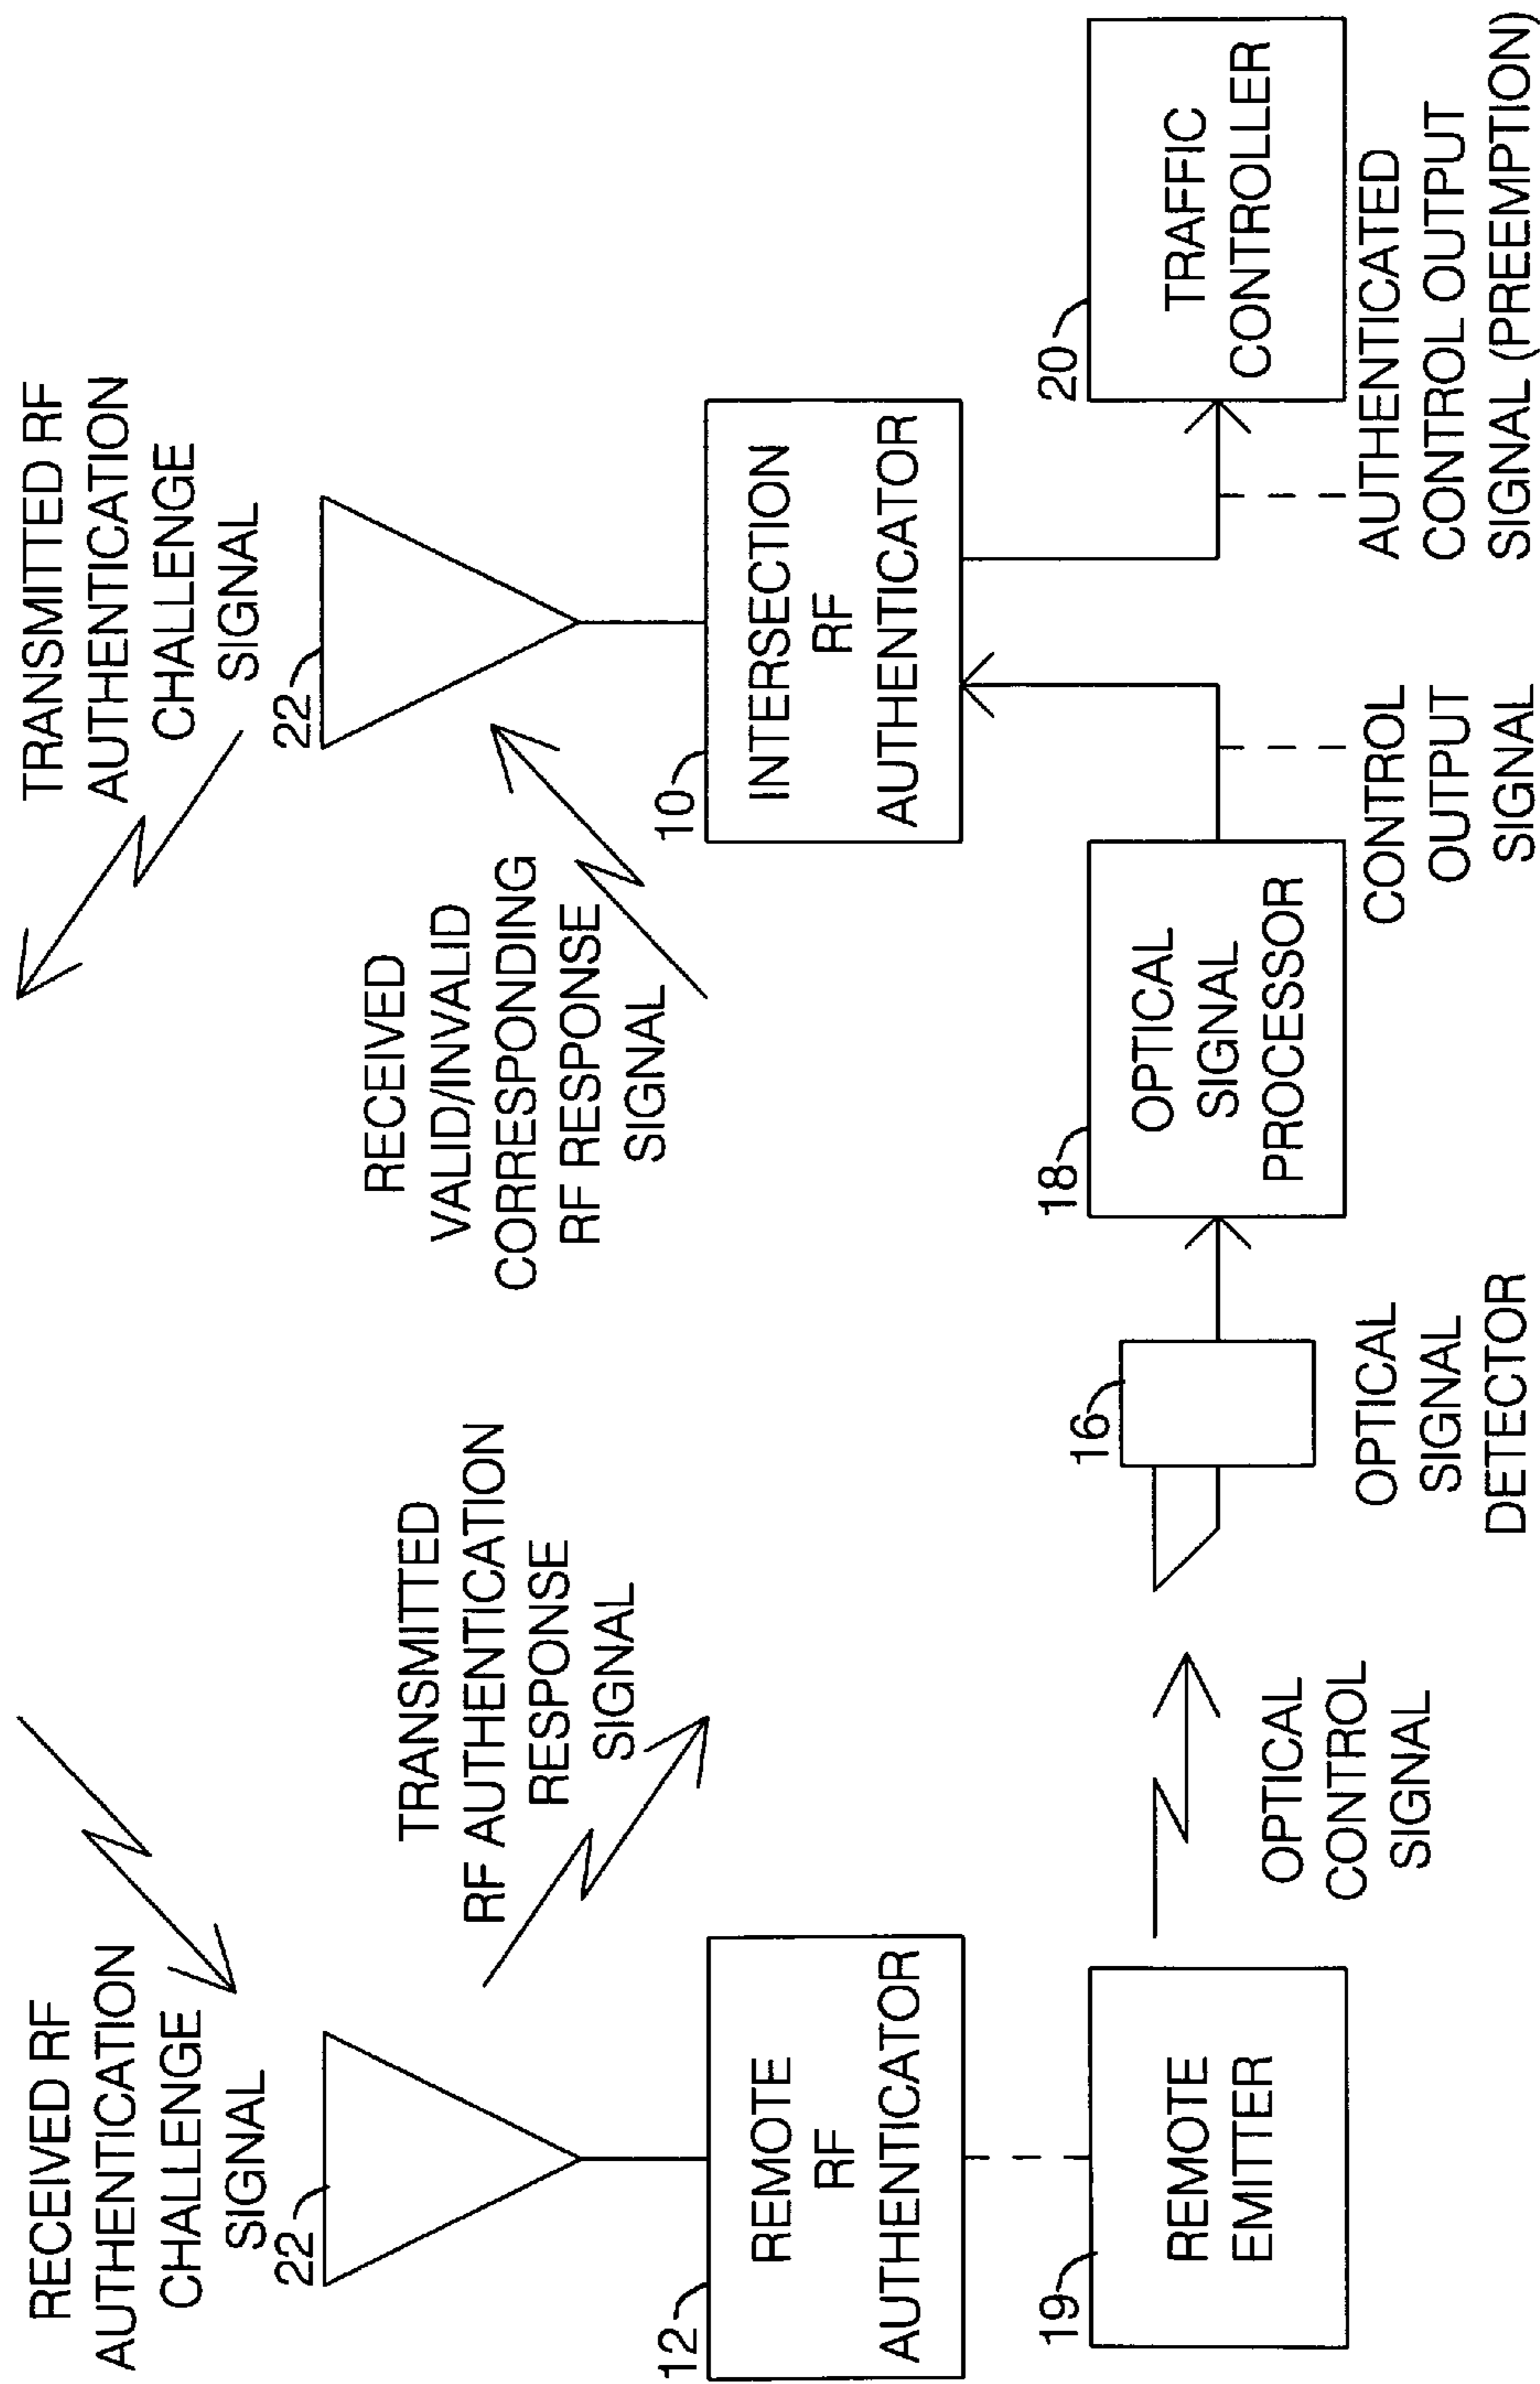 RECEIVED RF
AUTHENTICATION
CHALLENGE
SIGNAL
22
TRANSMITTED
RF AUTHENTICATION
RESPONSE
SIGNAL
12
REMOTE
RF
AUTHENTICATOR
19
REMOTE
EMITTER
OPTICAL
CONTROL
SIGNAL
TRANSMITTED RF
AUTHENTICATION
CHALLENGE
SIGNAL
22
RECEIVED
VALID/INVALID
CORRESPONDING
RF RESPONSE
SIGNAL
10
INTERSECTION
RF
AUTHENTICATOR
16
OPTICAL
SIGNAL
DETECTOR
18
OPTICAL
SIGNAL
PROCESSOR
CONTROL
OUTPUT
SIGNAL
20
TRAFFIC
CONTROLLER
AUTHENTICATED
CONTROL OUTPUT
SIGNAL (PREEMPTION)